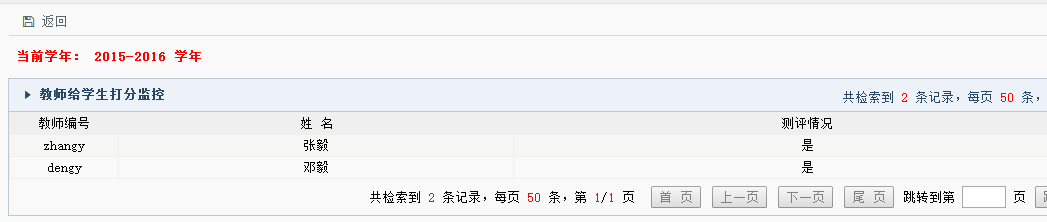 返回
当前学年： 2015-2016 学年
教师给学生打分监控 共检索到 2 条记录，每页 50 条，
教师编号 姓 名 测评情况
zhangy 张毅 是
dengy 邓毅 是
共检索到 2 条记录，每页 50 条，第 1/1 页 首 页 上一页 下一页 尾 页 跳转到第 页